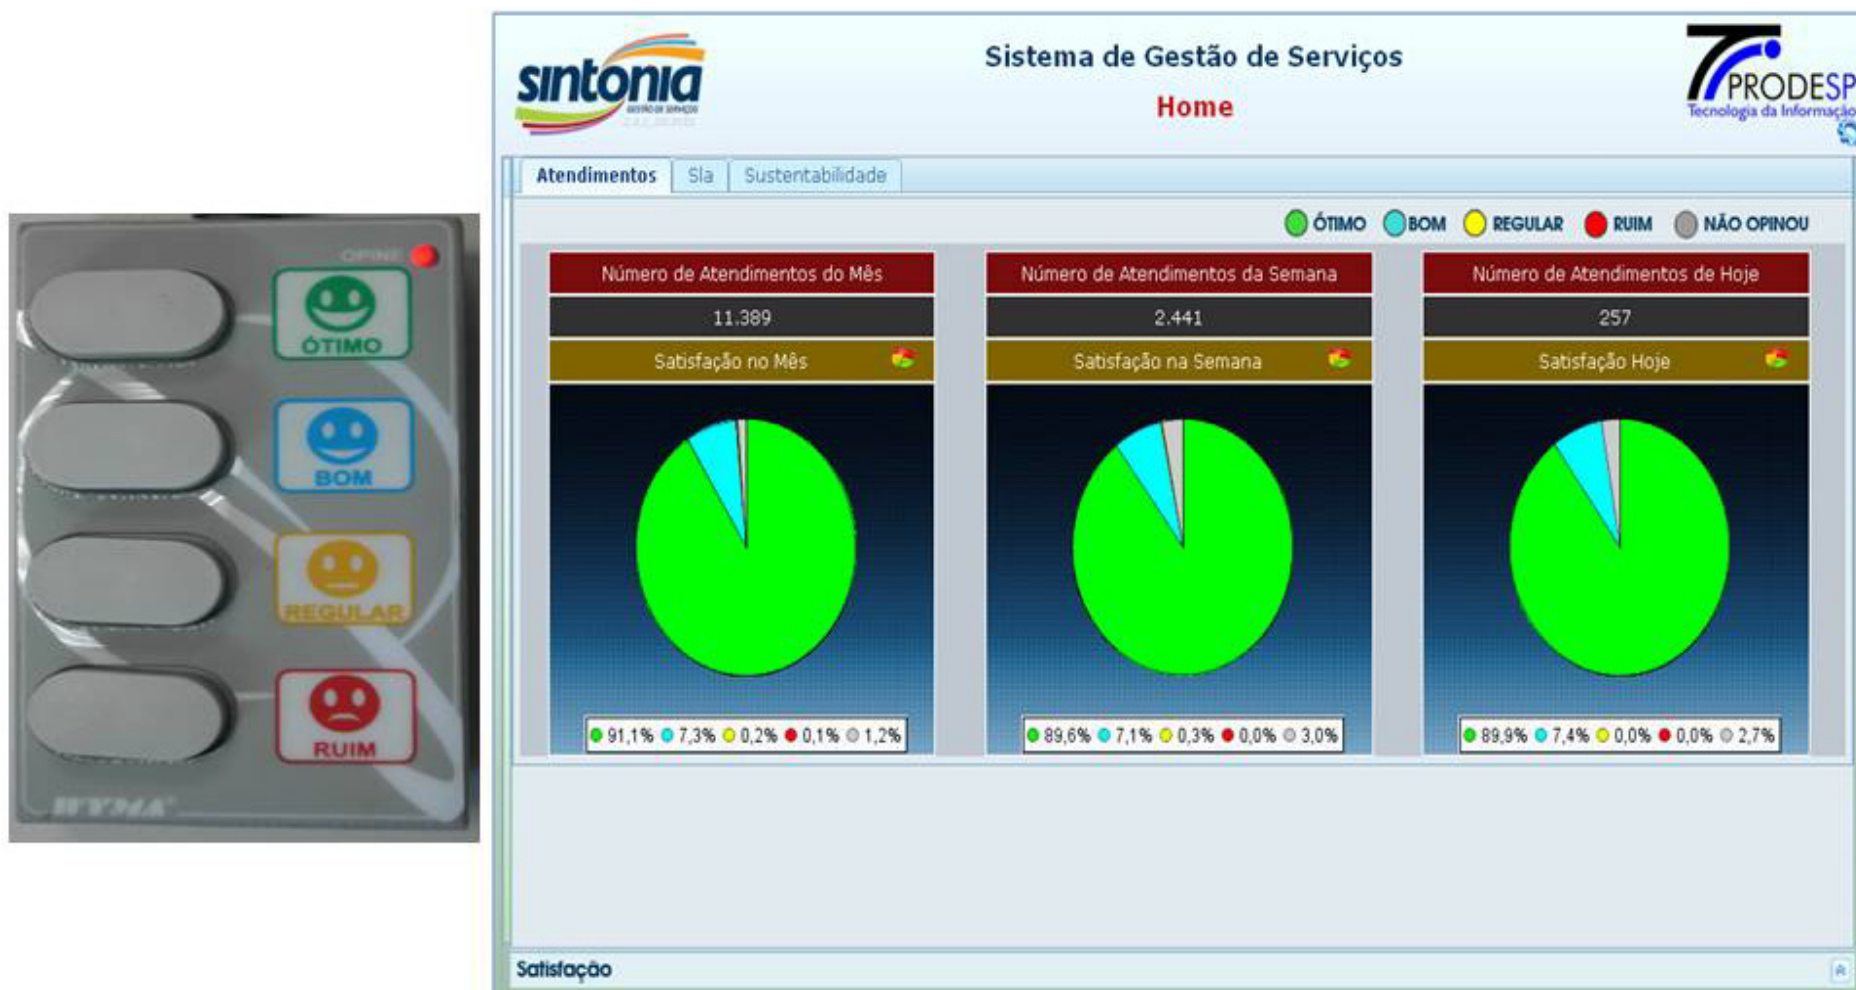 OPINE
ÓTIMO
BOM
REGULAR
RUIM
sintonia
GESTÃO DE SERVIÇOS
Sistema de Gestão de Serviços
Home
PRODESP
Tecnologia da Informação
Atendimentos Sla Sustentabilidade
ÓTIMO BOM REGULAR RUIM NÃO OPINOU
Número de Atendimentos do Mês
11.389
Satisfação no Mês
91,1% 7,3% 0,2% 0,1% 1,2%
Número de Atendimentos da Semana
2.441
Satisfação na Semana
89,6% 7,1% 0,3% 0,0% 3,0%
Número de Atendimentos de Hoje
257
Satisfação Hoje
89,9% 7,4% 0,0% 0,0% 2,7%
Satisfação